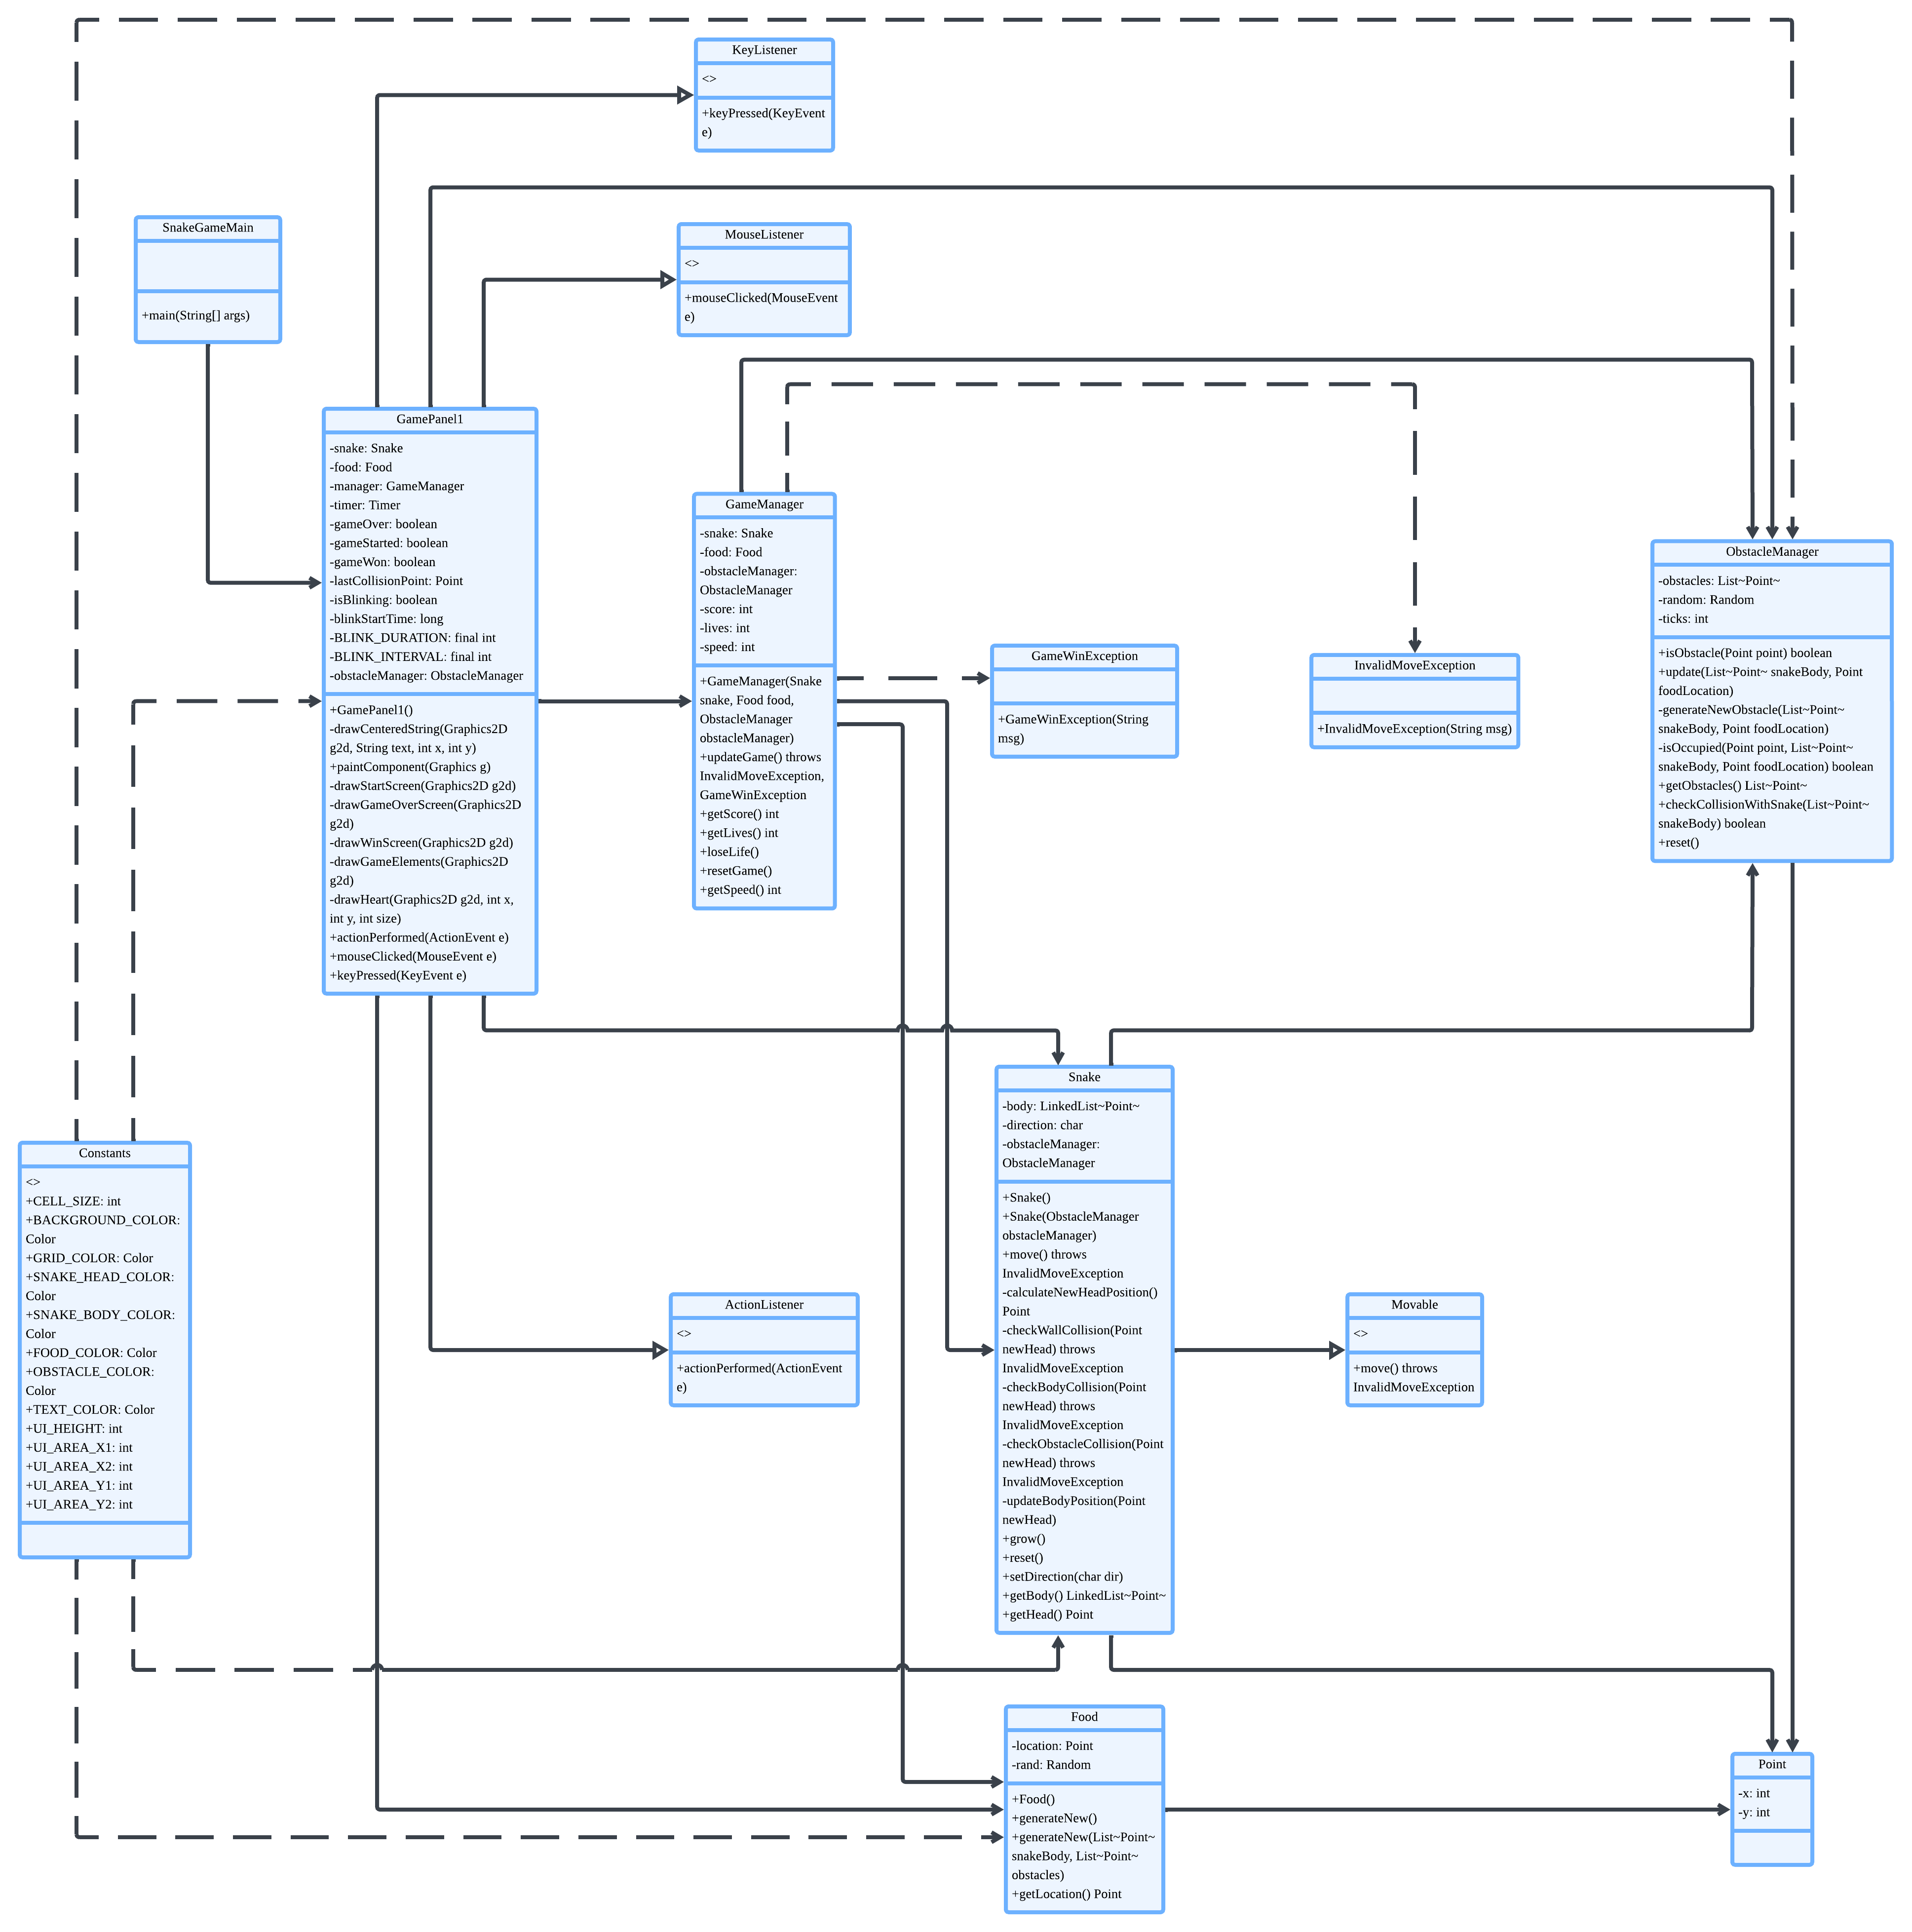 KeyListener
<>
+keyPressed(KeyEvent
e)
SnakeGameMain
+main(String[] args)
MouseListener
<>
+mouseClicked(MouseEvent
e)
GamePanel1
-snake: Snake
-food: Food
-manager: GameManager
-timer: Timer
-gameOver: boolean
-gameStarted: boolean
-gameWon: boolean
-lastCollisionPoint: Point
-isBlinking: boolean
-blinkStartTime: long
-BLINK_DURATION: final int
-BLINK_INTERVAL: final int
-obstacleManager: ObstacleManager
+GamePanel1()
-drawCenteredString(Graphics2D
g2d, String text, int x, int y)
+paintComponent(Graphics g)
-drawStartScreen(Graphics2D g2d)
-drawGameOverScreen(Graphics2D
g2d)
-drawWinScreen(Graphics2D g2d)
-drawGameElements(Graphics2D
g2d)
-drawHeart(Graphics2D g2d, int x,
int y, int size)
+actionPerformed(ActionEvent e)
+mouseClicked(MouseEvent e)
+keyPressed(KeyEvent e)
GameManager
-snake: Snake
-food: Food
-obstacleManager:
ObstacleManager
-score: int
-lives: int
-speed: int
+GameManager(Snake
snake, Food food,
ObstacleManager
obstacleManager)
+updateGame() throws
InvalidMoveException,
GameWinException
+getScore() int
+getLives() int
+loseLife()
+resetGame()
+getSpeed() int
GameWinException
+GameWinException(String
msg)
InvalidMoveException
+InvalidMoveException(String msg)
ObstacleManager
-obstacles: List~Point~
-random: Random
-ticks: int
+isObstacle(Point point) boolean
+update(List~Point~ snakeBody, Point
foodLocation)
-generateNewObstacle(List~Point~
snakeBody, Point foodLocation)
-isOccupied(Point point, List~Point~
snakeBody, Point foodLocation) boolean
+getObstacles() List~Point~
+checkCollisionWithSnake(List~Point~
snakeBody) boolean
+reset()
Constants
<>
+CELL_SIZE: int
+BACKGROUND_COLOR:
Color
+GRID_COLOR: Color
+SNAKE_HEAD_COLOR:
Color
+SNAKE_BODY_COLOR:
Color
+FOOD_COLOR: Color
+OBSTACLE_COLOR:
Color
+TEXT_COLOR: Color
+UI_HEIGHT: int
+UI_AREA_X1: int
+UI_AREA_X2: int
+UI_AREA_Y1: int
+UI_AREA_Y2: int
ActionListener
<>
+actionPerformed(ActionEvent
e)
Snake
-body: LinkedList~Point~
-direction: char
-obstacleManager:
ObstacleManager
+Snake()
+Snake(ObstacleManager
obstacleManager)
+move() throws
InvalidMoveException
-calculateNewHeadPosition()
Point
-checkWallCollision(Point
newHead) throws
InvalidMoveException
-checkBodyCollision(Point
newHead) throws
InvalidMoveException
-checkObstacleCollision(Point
newHead) throws
InvalidMoveException
-updateBodyPosition(Point
newHead)
+grow()
+reset()
+setDirection(char dir)
+getBody() LinkedList~Point~
+getHead() Point
Movable
<>
+move() throws
InvalidMoveException
Food
-location: Point
-rand: Random
+Food()
+generateNew()
+generateNew(List~Point~
snakeBody, List~Point~
obstacles)
+getLocation() Point
Point
-x: int
-y: int